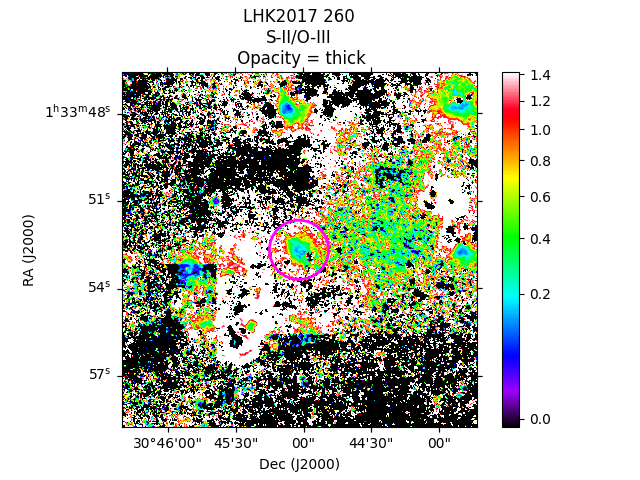 LHK2017 260
S-II/O-III
Opacity = thick
1ʰ33ᵐ48ˢ
51ˢ
54ˢ
57ˢ
RA (J2000)
30°46'00" 45'30" 00" 44'30" 00"
Dec (J2000)
1.4
1.2
1.0
0.8
0.6
0.4
0.2
0.0